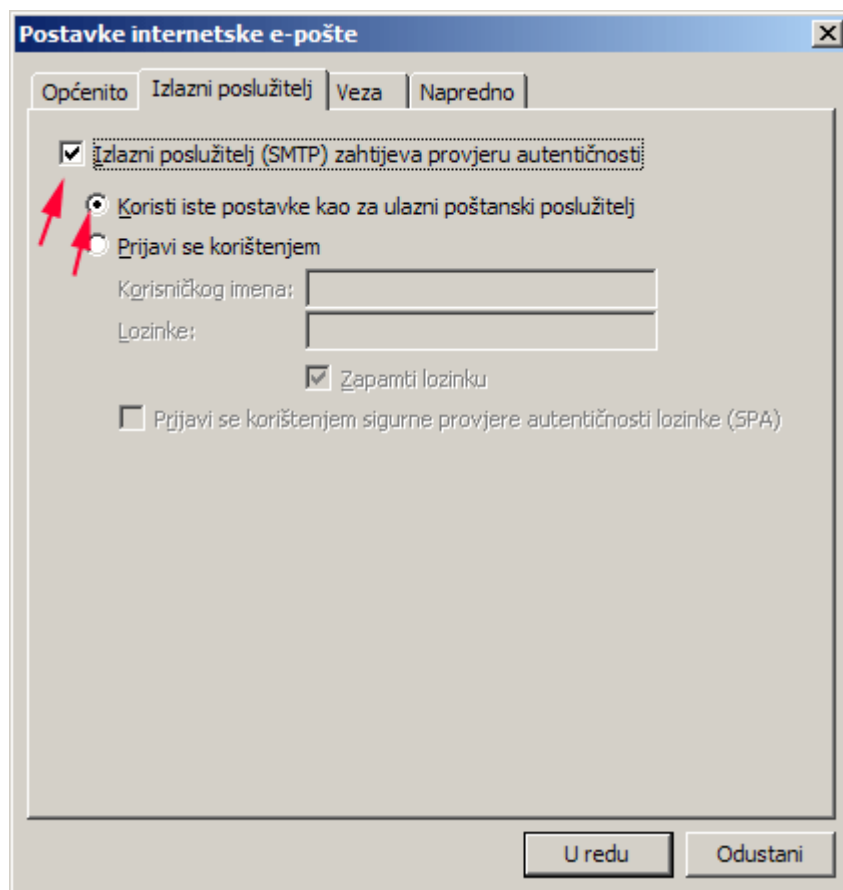 Postavke internetske e-pošte
Općenito Izlazni poslužitelj Veza Napredno
Izlazni poslužitelj (SMTP) zahtijeva provjeru autentičnosti
Koristi iste postavke kao za ulazni poštanski poslužitelj
Prijavi se korištenjem
Korisničkog imena:
Lozinke:
Zapamti lozinku
Prijavi se korištenjem sigurne provjere autentičnosti lozinke (SPA)
U redu Odustani